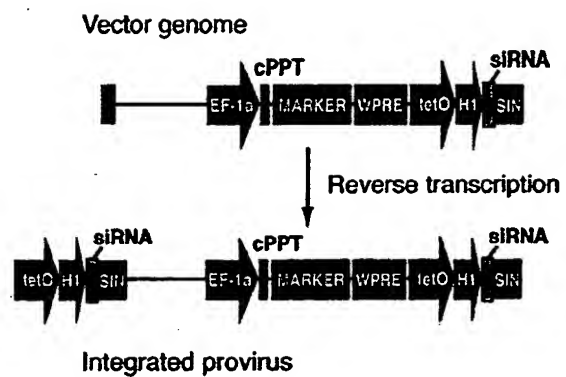 Vector genome
siRNA
cPPT
EF-1a MARKER WPRE tetO H1 SIN
Reverse transcription
siRNA cPPT siRNA
tetO H1 SIN EF-1a MARKER WPRE tetO H1 SIN
Integrated provirus